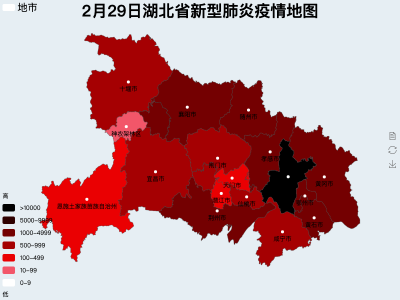 地市
2月29日湖北省新型肺炎疫情地图
十堰市
襄阳市
随州市
神农架林区
荆门市
孝感市
宜昌市
天门市
黄冈市
潜江市
仙桃市
鄂州市
恩施土家族苗族自治州
荆州市
黄石市
咸宁市
高
>10000
5000-9999
1000-4999
500-999
100-499
10-99
0-9
低